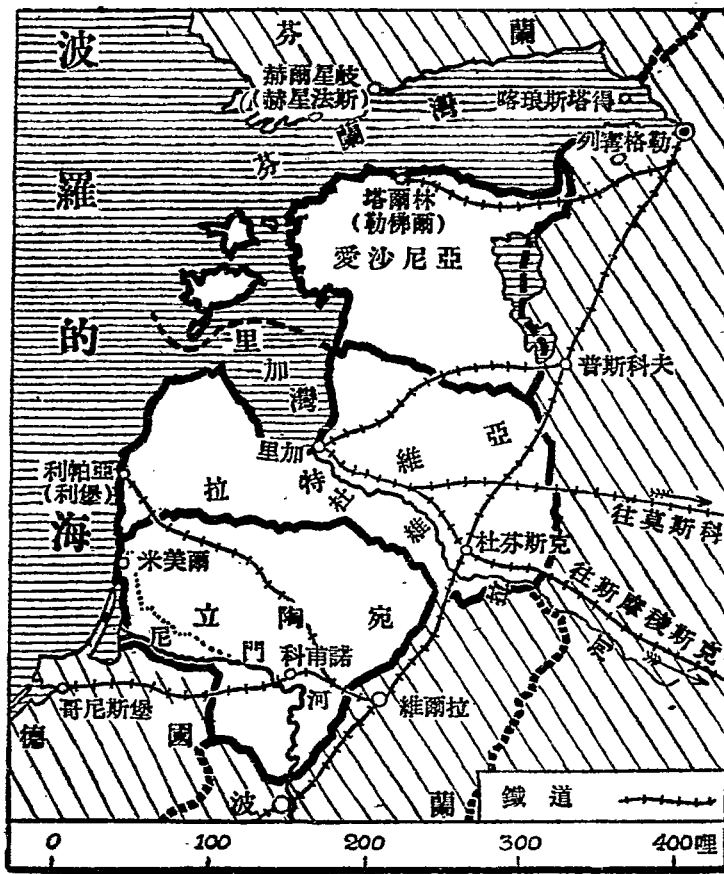 波羅的海
芬蘭
赫爾星歧
(赫星法斯)
芬蘭灣
喀琅斯塔得
列寧格勒
塔爾林
(勒佛爾)
愛沙尼亞
里加灣
普斯科夫
里加
利帕亞
(利堡)
拉特維亞
杜維拉河
往莫斯科
杜芬斯克
往斯摩稜斯克
米美爾
立陶宛
尼門河
科甫諾
哥尼斯堡
維爾拉
德國
波蘭
鐵道
0 100 200 300 400哩